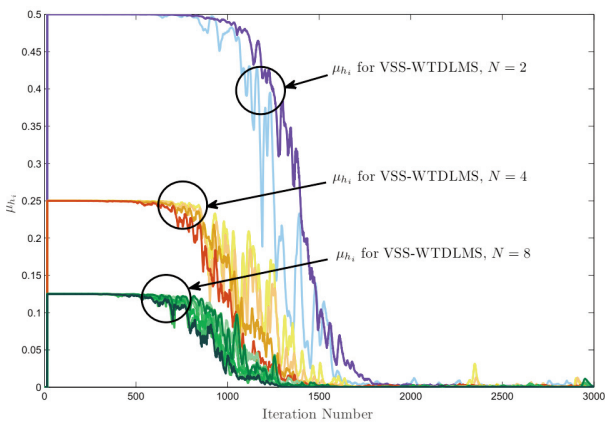 0.5
0.45
0.4
0.35
0.3
0.25
0.2
0.15
0.1
0.05
0
μ_{h_i}
μ_{h_i} for VSS-WTDLMS, N = 2
μ_{h_i} for VSS-WTDLMS, N = 4
μ_{h_i} for VSS-WTDLMS, N = 8
0 500 1000 1500 2000 2500 3000
Iteration Number